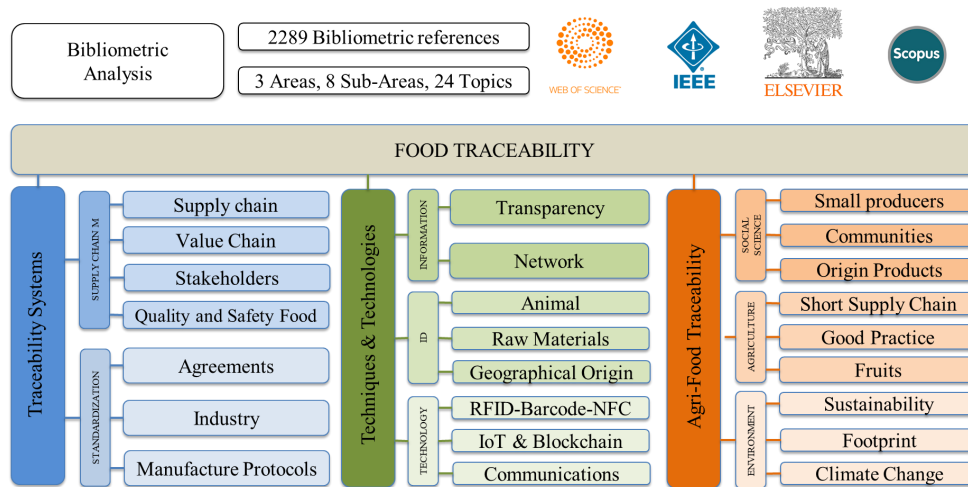 Bibliometric
Analysis
2289 Bibliometric references
3 Areas, 8 Sub-Areas, 24 Topics
WEB OF SCIENCE™
IEEE
ELSEVIER
Scopus
FOOD TRACEABILITY
Traceability Systems
SUPPLY CHAIN M
Supply chain
Value Chain
Stakeholders
Quality and Safety Food
STANDARDIZATION
Agreements
Industry
Manufacture Protocols
Techniques & Technologies
INFORMATION
Transparency
Network
ID
Animal
Raw Materials
Geographical Origin
TECHNOLOGY
RFID-Barcode-NFC
IoT & Blockchain
Communications
Agri-Food Traceability
SOCIAL
SCIENCE
Small producers
Communities
Origin Products
AGRICULTURE
Short Supply Chain
Good Practice
Fruits
ENVIRONMENT
Sustainability
Footprint
Climate Change